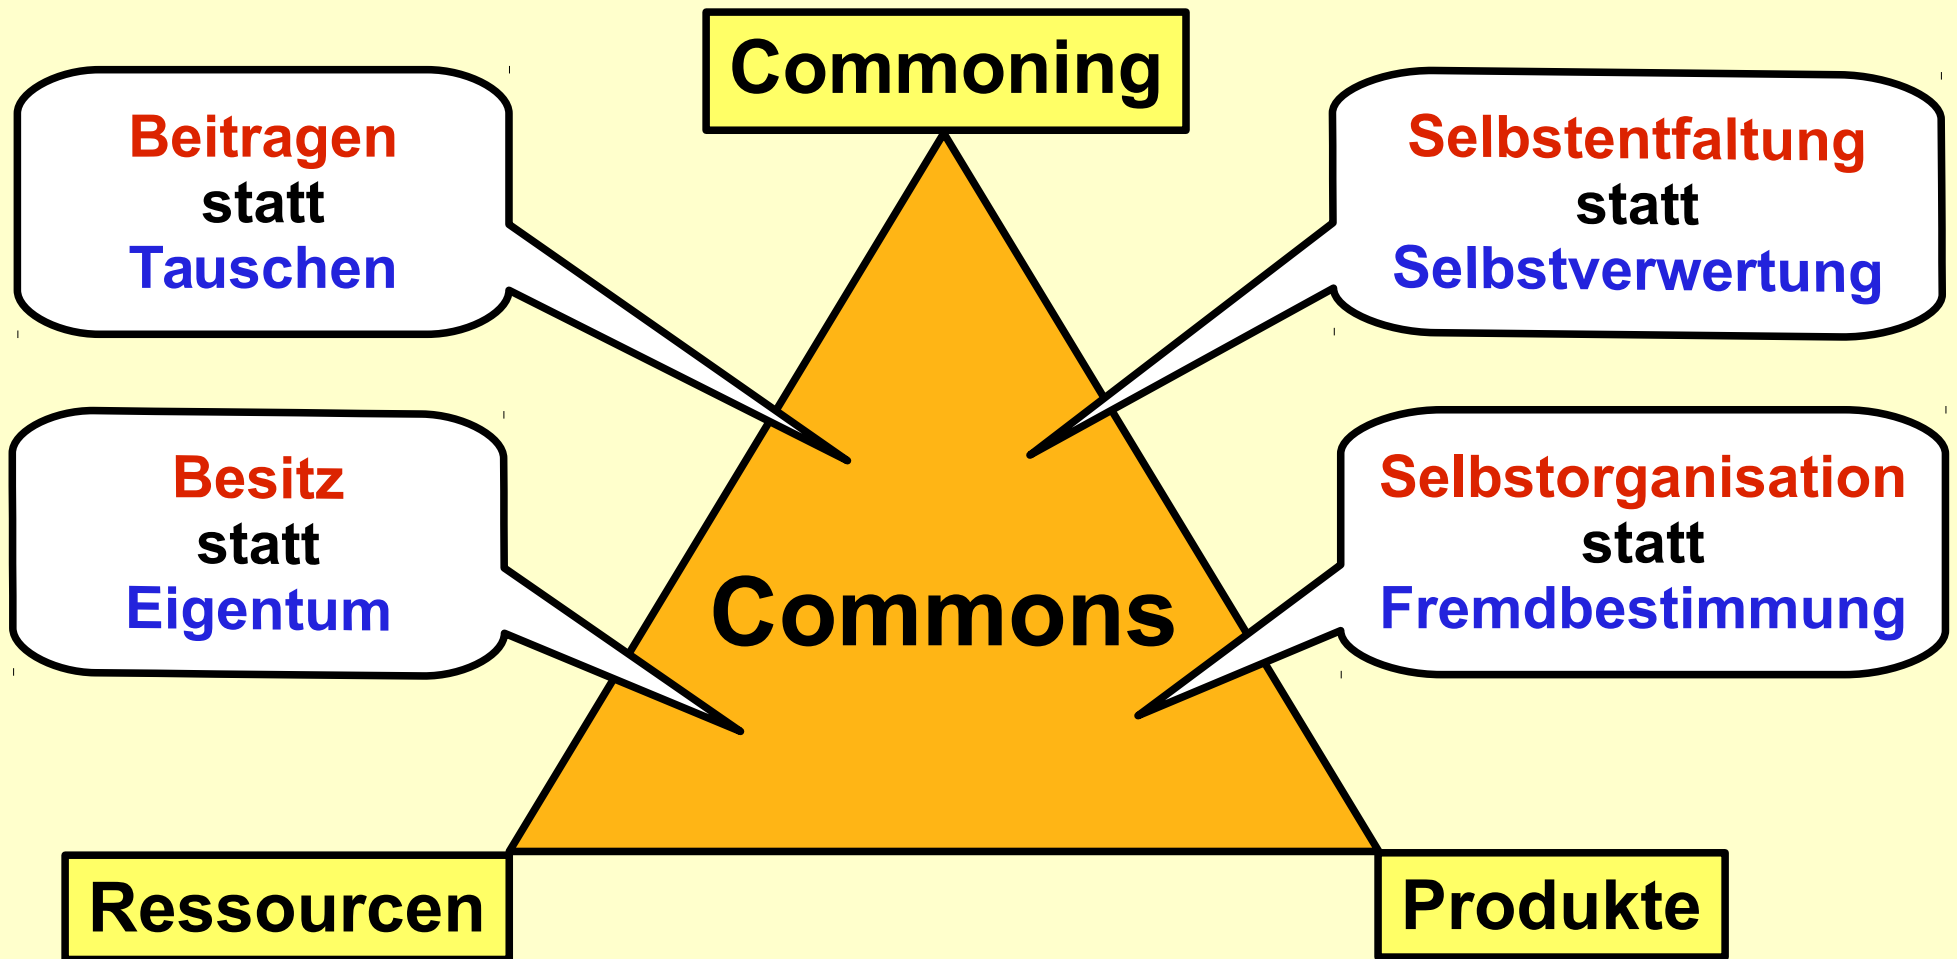 Commoning
Beitragen
statt
Tauschen
Selbstentfaltung
statt
Selbstverwertung
Besitz
statt
Eigentum
Selbstorganisation
statt
Fremdbestimmung
Commons
Ressourcen
Produkte